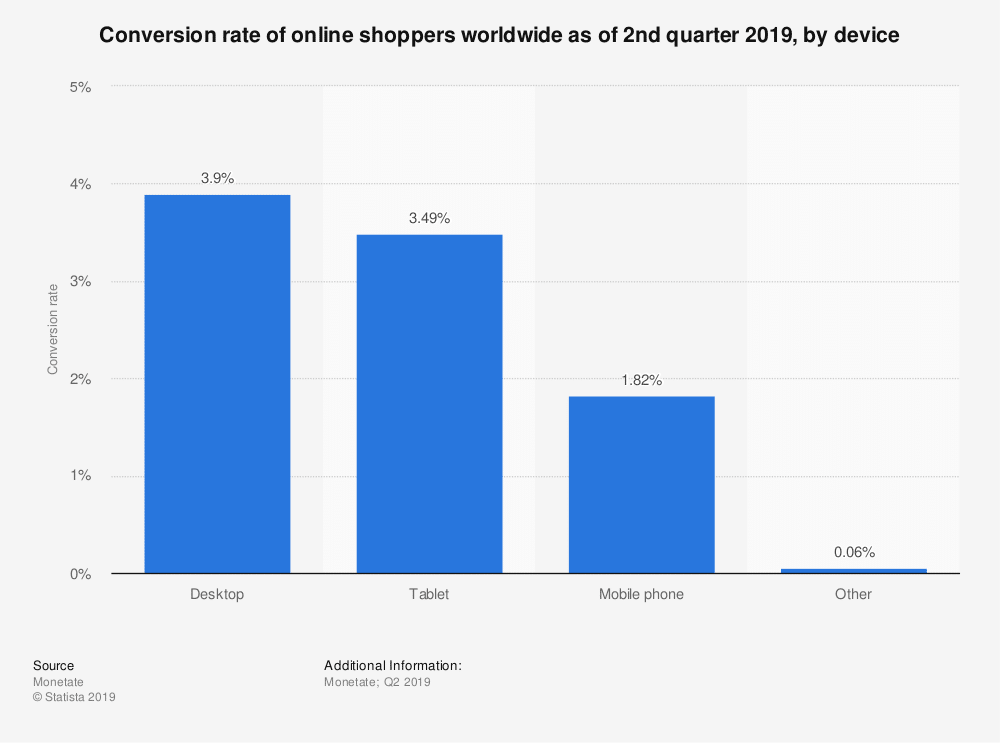 Conversion rate of online shoppers worldwide as of 2nd quarter 2019, by device
5%
4%
3%
2%
1%
0%
Conversion rate
3.9%
3.49%
1.82%
0.06%
Desktop
Tablet
Mobile phone
Other
Source
Monetate
© Statista 2019
Additional Information:
Monetate; Q2 2019